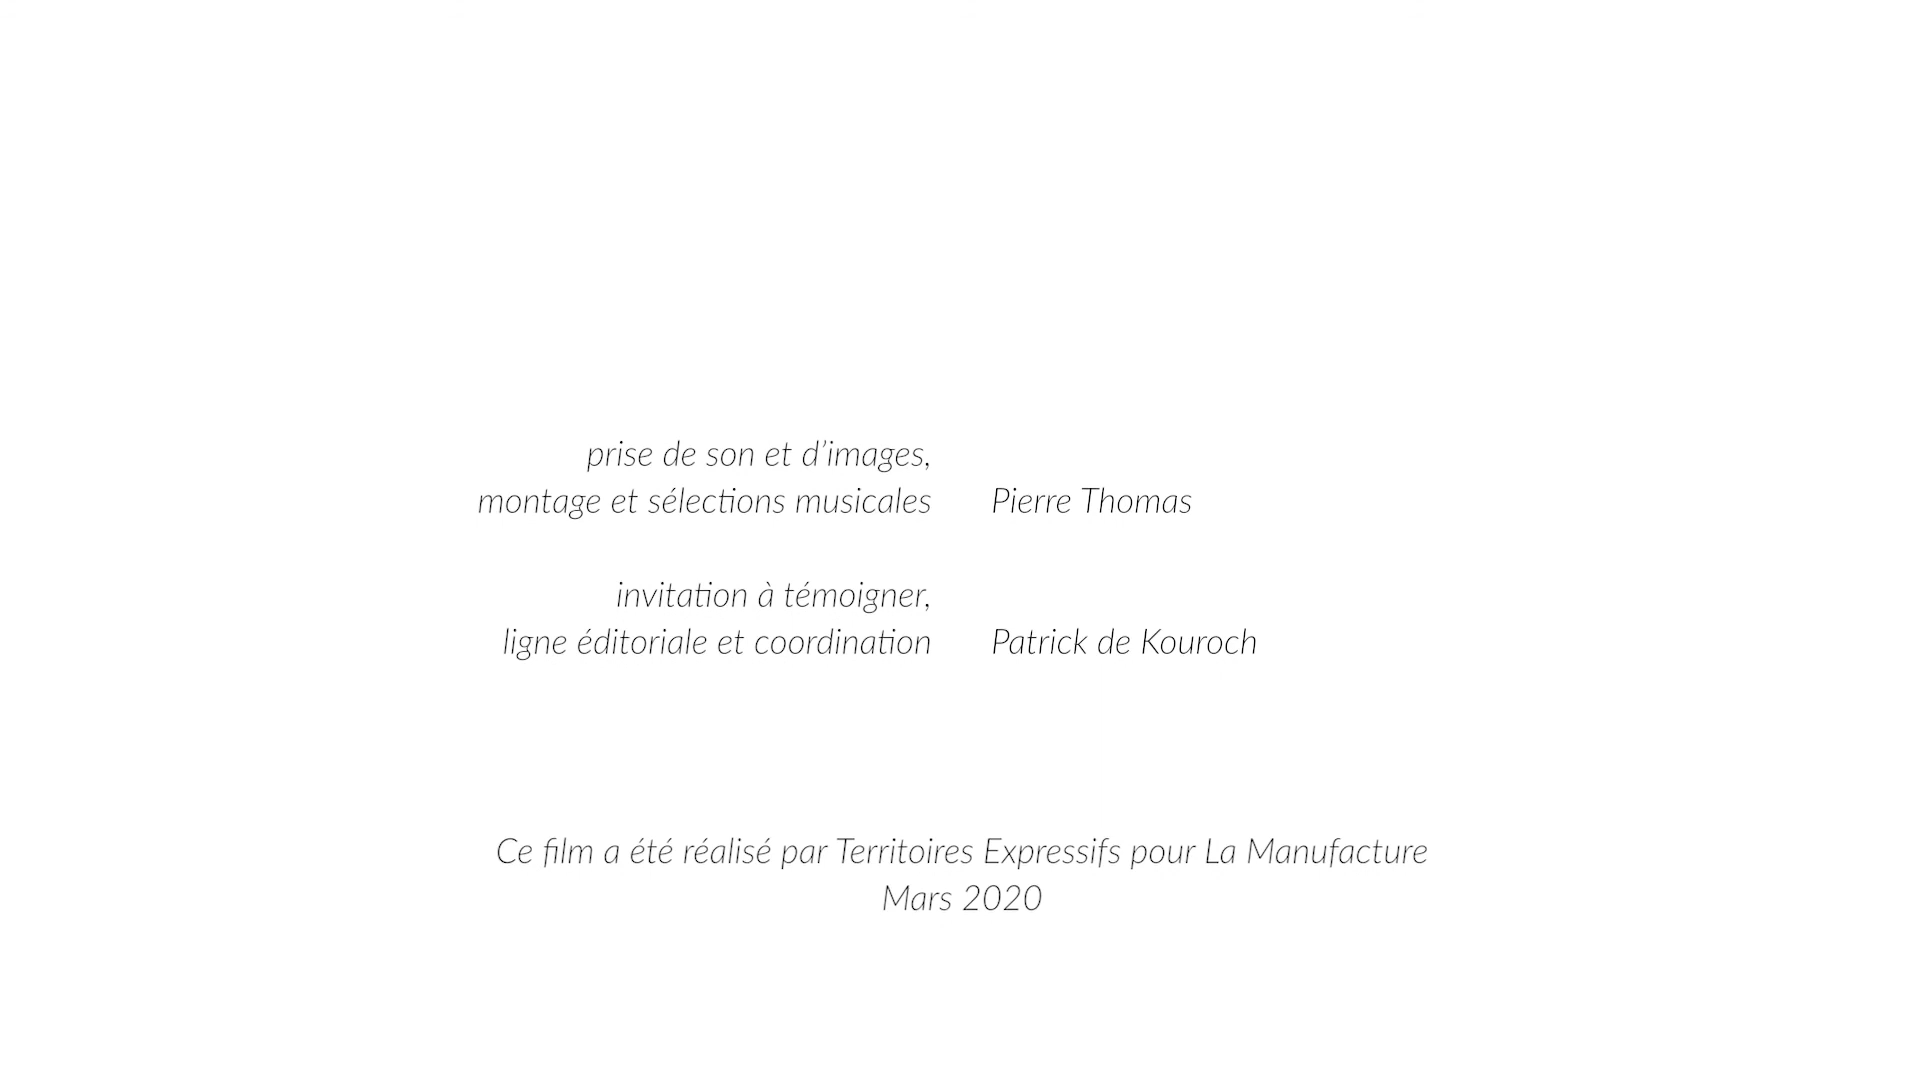 prise de son et d’images,
montage et sélections musicales Pierre Thomas
invitation à témoigner,
ligne éditoriale et coordination Patrick de Kouroch
Ce film a été réalisé par Territoires Expressifs pour La Manufacture
Mars 2020